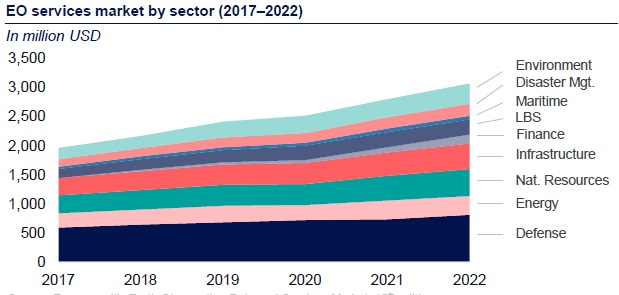 EO services market by sector (2017–2022)
In million USD
3,500
3,000
2,500
2,000
1,500
1,000
500
0
2017 2018 2019 2020 2021 2022
Environment
Disaster Mgt.
Maritime
LBS
Finance
Infrastructure
Nat. Resources
Energy
Defense